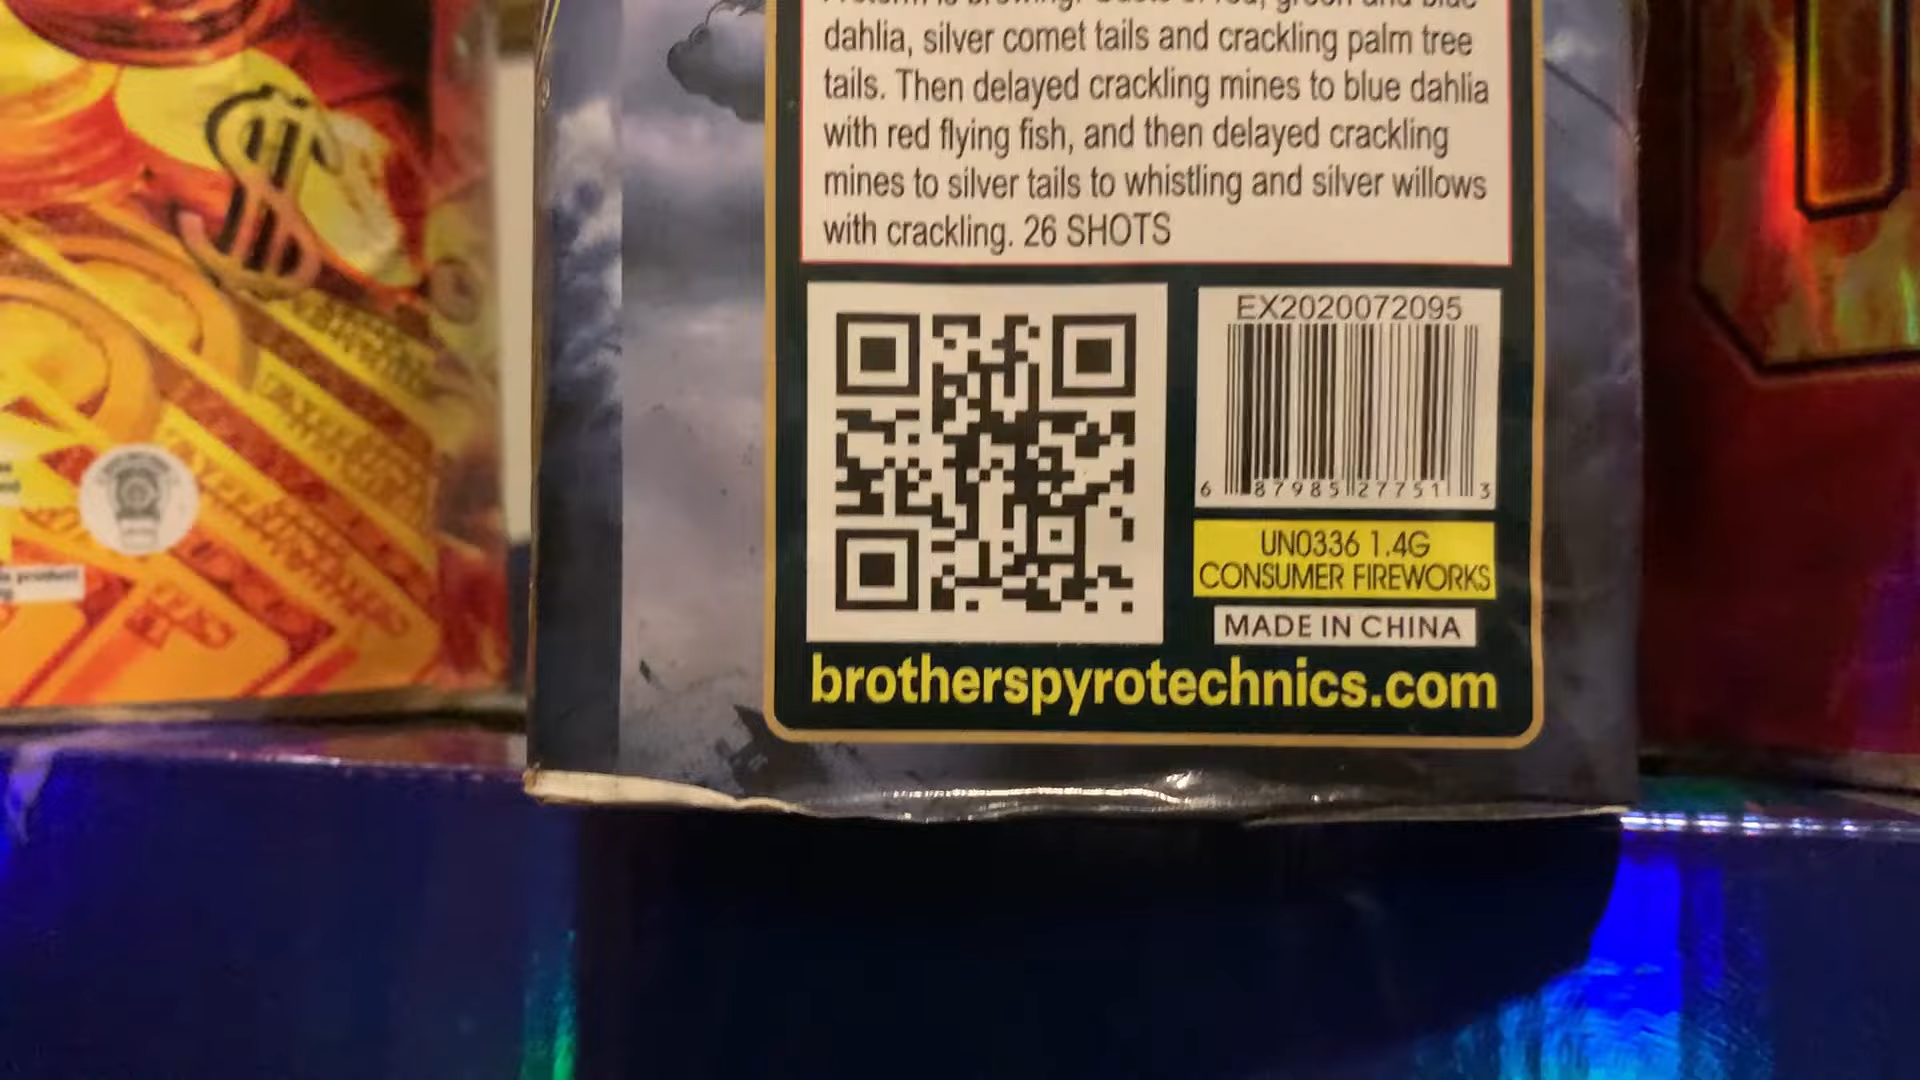 dahlia, silver comet tails and crackling palm tree
tails. Then delayed crackling mines to blue dahlia
with red flying fish, and then delayed crackling
mines to silver tails to whistling and silver willows
with crackling. 26 SHOTS
EX2020072095
6 87985 27751 3
UN0336 1.4G
CONSUMER FIREWORKS
MADE IN CHINA
brotherspyrotechnics.com